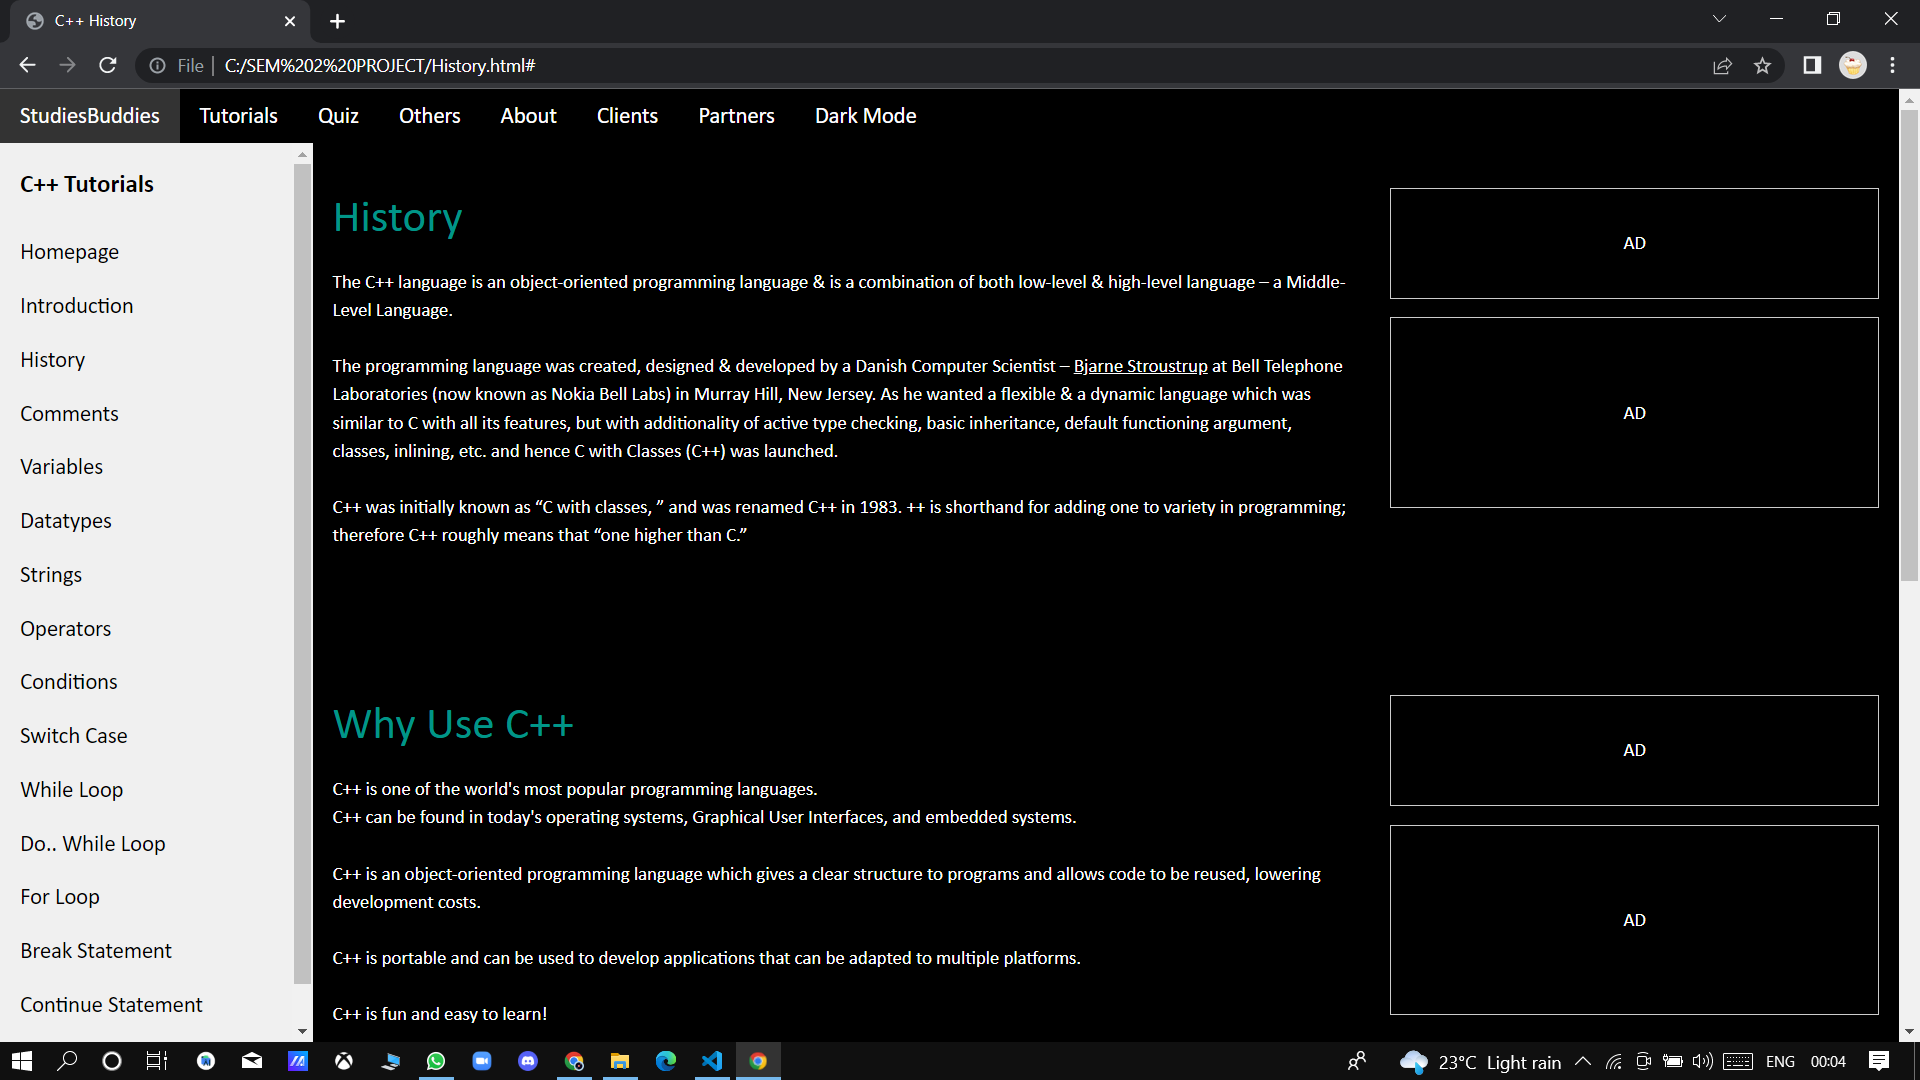 C++ History
File
C:/SEM%202%20PROJECT/History.html#
StudiesBuddies Tutorials Quiz Others About Clients Partners Dark Mode
C++ Tutorials
Homepage
Introduction
History
Comments
Variables
Datatypes
Strings
Operators
Conditions
Switch Case
While Loop
Do.. While Loop
For Loop
Break Statement
Continue Statement
History
The C++ language is an object-oriented programming language & is a combination of both low-level & high-level language – a Middle-
Level Language.
The programming language was created, designed & developed by a Danish Computer Scientist – Bjarne Stroustrup at Bell Telephone
Laboratories (now known as Nokia Bell Labs) in Murray Hill, New Jersey. As he wanted a flexible & a dynamic language which was
similar to C with all its features, but with additionality of active type checking, basic inheritance, default functioning argument,
classes, inlining, etc. and hence C with Classes (C++) was launched.
C++ was initially known as “C with classes, ” and was renamed C++ in 1983. ++ is shorthand for adding one to variety in programming;
therefore C++ roughly means that “one higher than C.”
AD
AD
Why Use C++
C++ is one of the world's most popular programming languages.
C++ can be found in today's operating systems, Graphical User Interfaces, and embedded systems.
C++ is an object-oriented programming language which gives a clear structure to programs and allows code to be reused, lowering
development costs.
C++ is portable and can be used to develop applications that can be adapted to multiple platforms.
C++ is fun and easy to learn!
AD
AD
23°C Light rain
ENG
00:04